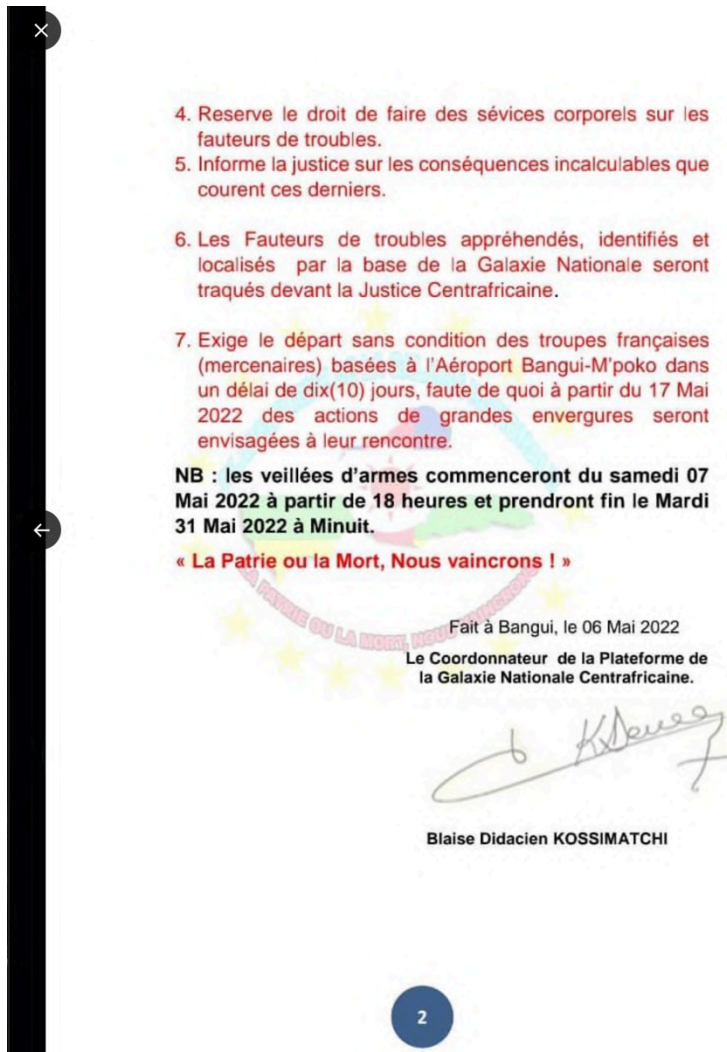 4. Reserve le droit de faire des sévices corporels sur les
fauteurs de troubles.
5. Informe la justice sur les conséquences incalculables que
courent ces derniers.
6. Les Fauteurs de troubles appréhendés, identifiés et
localisés par la base de la Galaxie Nationale seront
traqués devant la Justice Centrafricaine.
7. Exige le départ sans condition des troupes françaises
(mercenaires) basées à l'Aéroport Bangui-M'poko dans
un délai de dix(10) jours, faute de quoi à partir du 17 Mai
2022 des actions de grandes envergures seront
envisagées à leur rencontre.
NB : les veillées d'armes commenceront du samedi 07
Mai 2022 à partir de 18 heures et prendront fin le Mardi
31 Mai 2022 à Minuit.
« La Patrie ou la Mort, Nous vaincrons ! »
LA PATRIE OU LA MORT, NOUS VAINCRONS
Fait à Bangui, le 06 Mai 2022
Le Coordonnateur de la Plateforme de
la Galaxie Nationale Centrafricaine.
Blaise Didacien KOSSIMATCHI
2